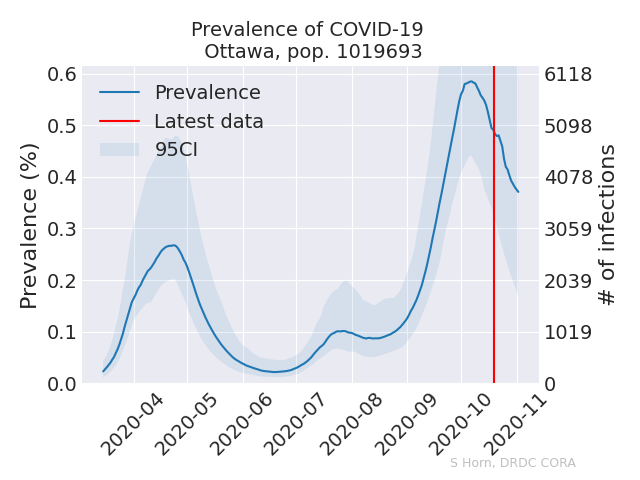 Prevalence of COVID-19
Ottawa, pop. 1019693
Prevalence
Latest data
95CI
Prevalence (%)
0.6
0.5
0.4
0.3
0.2
0.1
0.0
6118
5098
4078
3059
2039
1019
0
# of infections
2020-04
2020-05
2020-06
2020-07
2020-08
2020-09
2020-10
2020-11
S Horn, DRDC CORA